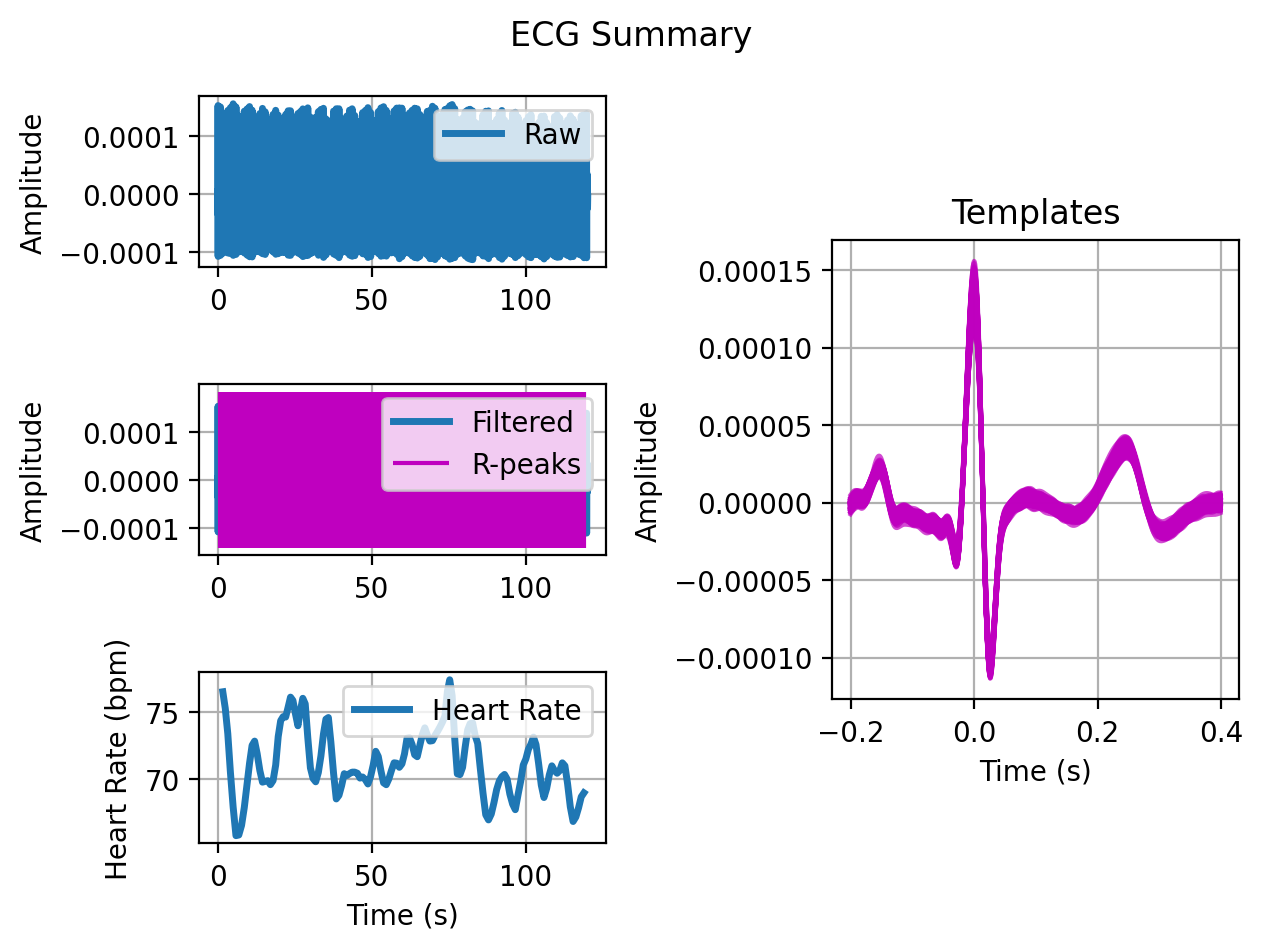 ECG Summary
Amplitude
0.0001
0.0000
−0.0001
Raw
0
50
100
Amplitude
0.0001
0.0000
−0.0001
Filtered
R-peaks
0
50
100
Heart Rate (bpm)
75
70
Heart Rate
0
50
100
Time (s)
Templates
Amplitude
0.00015
0.00010
0.00005
0.00000
−0.00005
−0.00010
−0.2
0.0
0.2
0.4
Time (s)